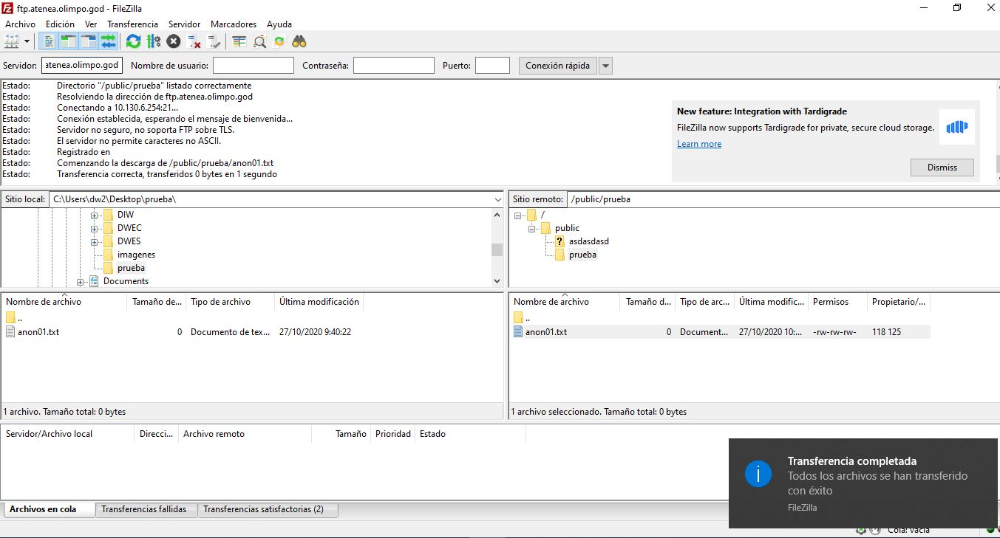 ftp.atenea.olimpo.god - FileZilla
Archivo Edición Ver Transferencia Servidor Marcadores Ayuda
Servidor: atenea.olimpo.god Nombre de usuario: Contraseña: Puerto: Conexión rápida
Estado: Directorio "/public/prueba" listado correctamente
Estado: Resolviendo la dirección de ftp.atenea.olimpo.god
Estado: Conectando a 10.130.6.254:21...
Estado: Conexión establecida, esperando el mensaje de bienvenida...
Estado: Servidor no seguro, no soporta FTP sobre TLS.
Estado: El servidor no permite caracteres no ASCII.
Estado: Registrado en
Estado: Comenzando la descarga de /public/prueba/anon01.txt
Estado: Transferencia correcta, transferidos 0 bytes en 1 segundo
New feature: Integration with Tardigrade
FileZilla now supports Tardigrade for private, secure cloud storage.
Learn more
Dismiss
Sitio local: C:\Users\dw2\Desktop\prueba\
DIW
DWEC
DWES
imagenes
prueba
Documents
Sitio remoto: /public/prueba
/
public
? asdasdasd
prueba
Nombre de archivo Tamaño de... Tipo de archivo Última modificación
..
anon01.txt 0 Documento de tex... 27/10/2020 9:40:22
1 archivo. Tamaño total: 0 bytes
Nombre de archivo Tamaño d... Tipo de arc... Última modific... Permisos Propietario/...
..
anon01.txt 0 Document... 27/10/2020 10:... -rw-rw-rw- 118 125
1 archivo seleccionado. Tamaño total: 0 bytes
Servidor/Archivo local Direcci... Archivo remoto Tamaño Prioridad Estado
Transferencia completada
Todos los archivos se han transferido
con éxito
FileZilla
Archivos en cola Transferencias fallidas Transferencias satisfactorias (2)
Cola: vacía